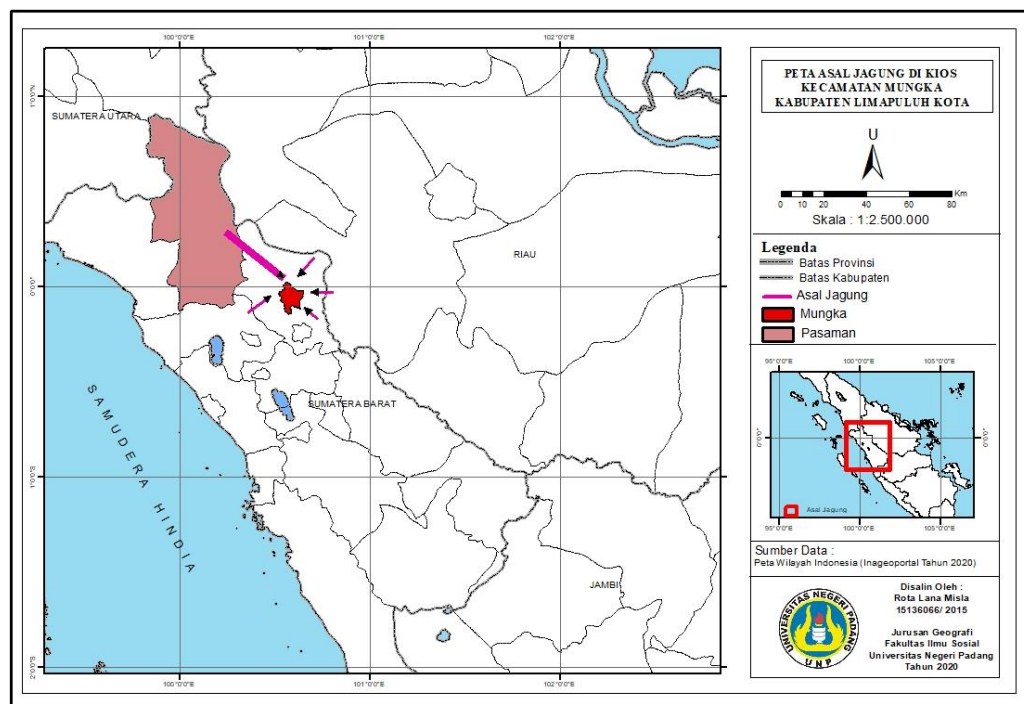 100°0'0"E
101°0'0"E
102°0'0"E
1°0'0"N
0°0'0"
1°0'0"S
2°0'0"S
SUMATERA UTARA
RIAU
SUMATERA BARAT
JAMBI
SAMUDERA HINDIA
100°0'0"E
101°0'0"E
102°0'0"E
PETA ASAL JAGUNG DI KIOS
KECAMATAN MUNGKA
KABUPATEN LIMAPULUH KOTA
U
Km
0 10 20 40 60 80
Skala : 1:2.500.000
Legenda
Batas Provinsi
Batas Kabupaten
Asal Jagung
Mungka
Pasaman
95°0'0"E
100°0'0"E
105°0'0"E
0°0'0"
0°0'0"
Asal Jagung
95°0'0"E
100°0'0"E
105°0'0"E
Sumber Data :
Peta Wilayah Indonesia (Inageoportal Tahun 2020)
UNIVERSITAS NEGERI PADANG
UNP
Disalin Oleh :
Rota Lana Misla
15136066/ 2015
Jurusan Geografi
Fakultas Ilmu Sosial
Universitas Negeri Padang
Tahun 2020